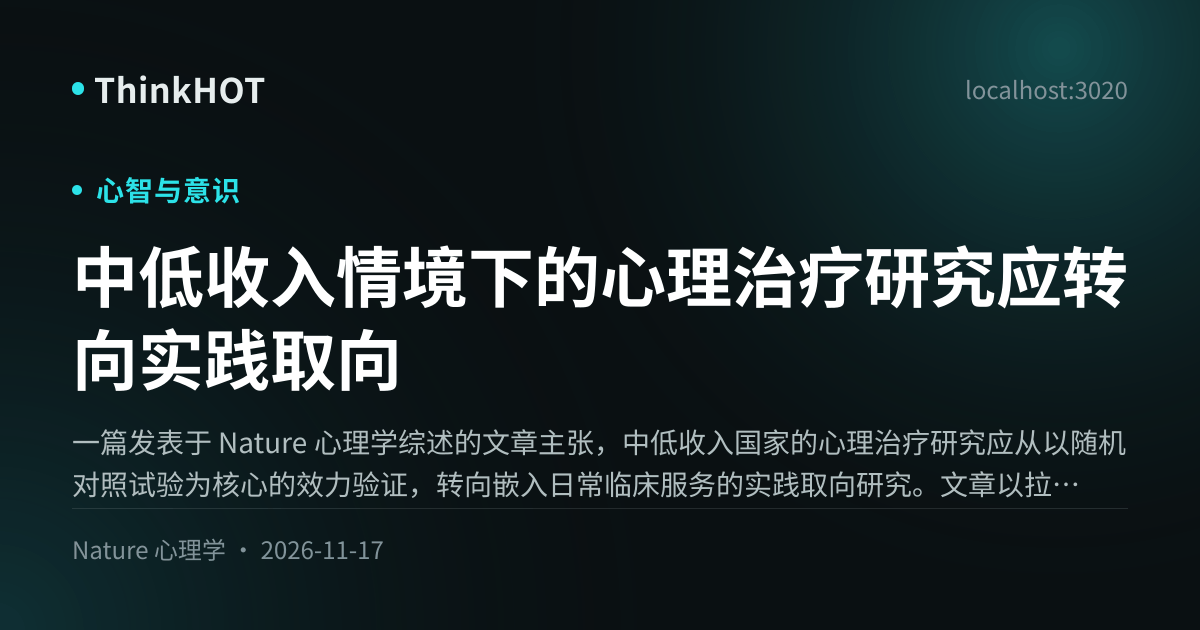 ThinkHOT
localhost:3020
心智与意识
中低收入情境下的心理治疗研究应转
向实践取向
一篇发表于 Nature 心理学综述的文章主张，中低收入国家的心理治疗研究应从以随机
对照试验为核心的效力验证，转向嵌入日常临床服务的实践取向研究。文章以拉…
Nature 心理学 · 2026-11-17